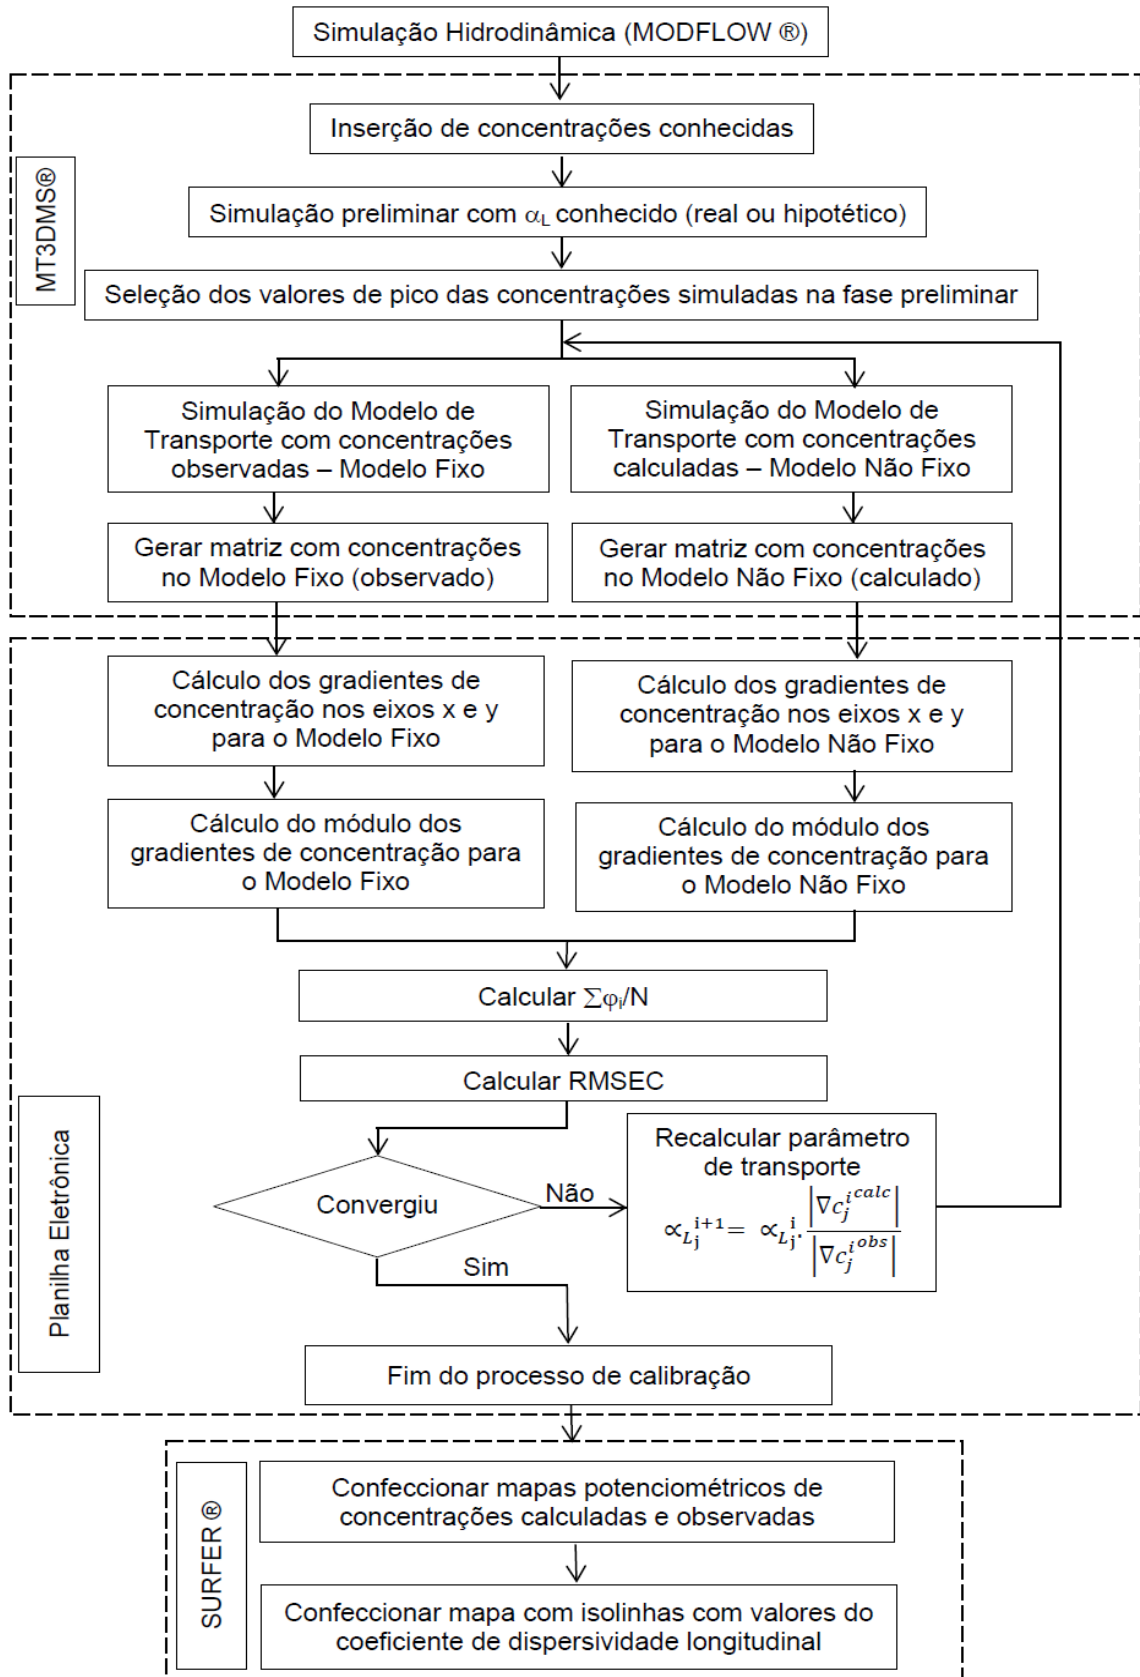 Simulação Hidrodinâmica (MODFLOW ®)
MT3DMS®
Inserção de concentrações conhecidas
Simulação preliminar com αL conhecido (real ou hipotético)
Seleção dos valores de pico das concentrações simuladas na fase preliminar
Simulação do Modelo de
Transporte com concentrações
observadas – Modelo Fixo
Simulação do Modelo de
Transporte com concentrações
calculadas – Modelo Não Fixo
Gerar matriz com concentrações
no Modelo Fixo (observado)
Gerar matriz com concentrações
no Modelo Não Fixo (calculado)
Planilha Eletrônica
Cálculo dos gradientes de
concentração nos eixos x e y
para o Modelo Fixo
Cálculo dos gradientes de
concentração nos eixos x e y
para o Modelo Não Fixo
Cálculo do módulo dos
gradientes de concentração para
o Modelo Fixo
Cálculo do módulo dos
gradientes de concentração para
o Modelo Não Fixo
Calcular Σφi/N
Calcular RMSEC
Convergiu
Não
Recalcular parâmetro
de transporte
∝_{L_j}^{i+1} = ∝_{L_j}^{i} . |∇c_j^{i^{calc}}| / |∇c_j^{i^{obs}}|
Sim
Fim do processo de calibração
SURFER ®
Confeccionar mapas potenciométricos de
concentrações calculadas e observadas
Confeccionar mapa com isolinhas com valores do
coeficiente de dispersividade longitudinal